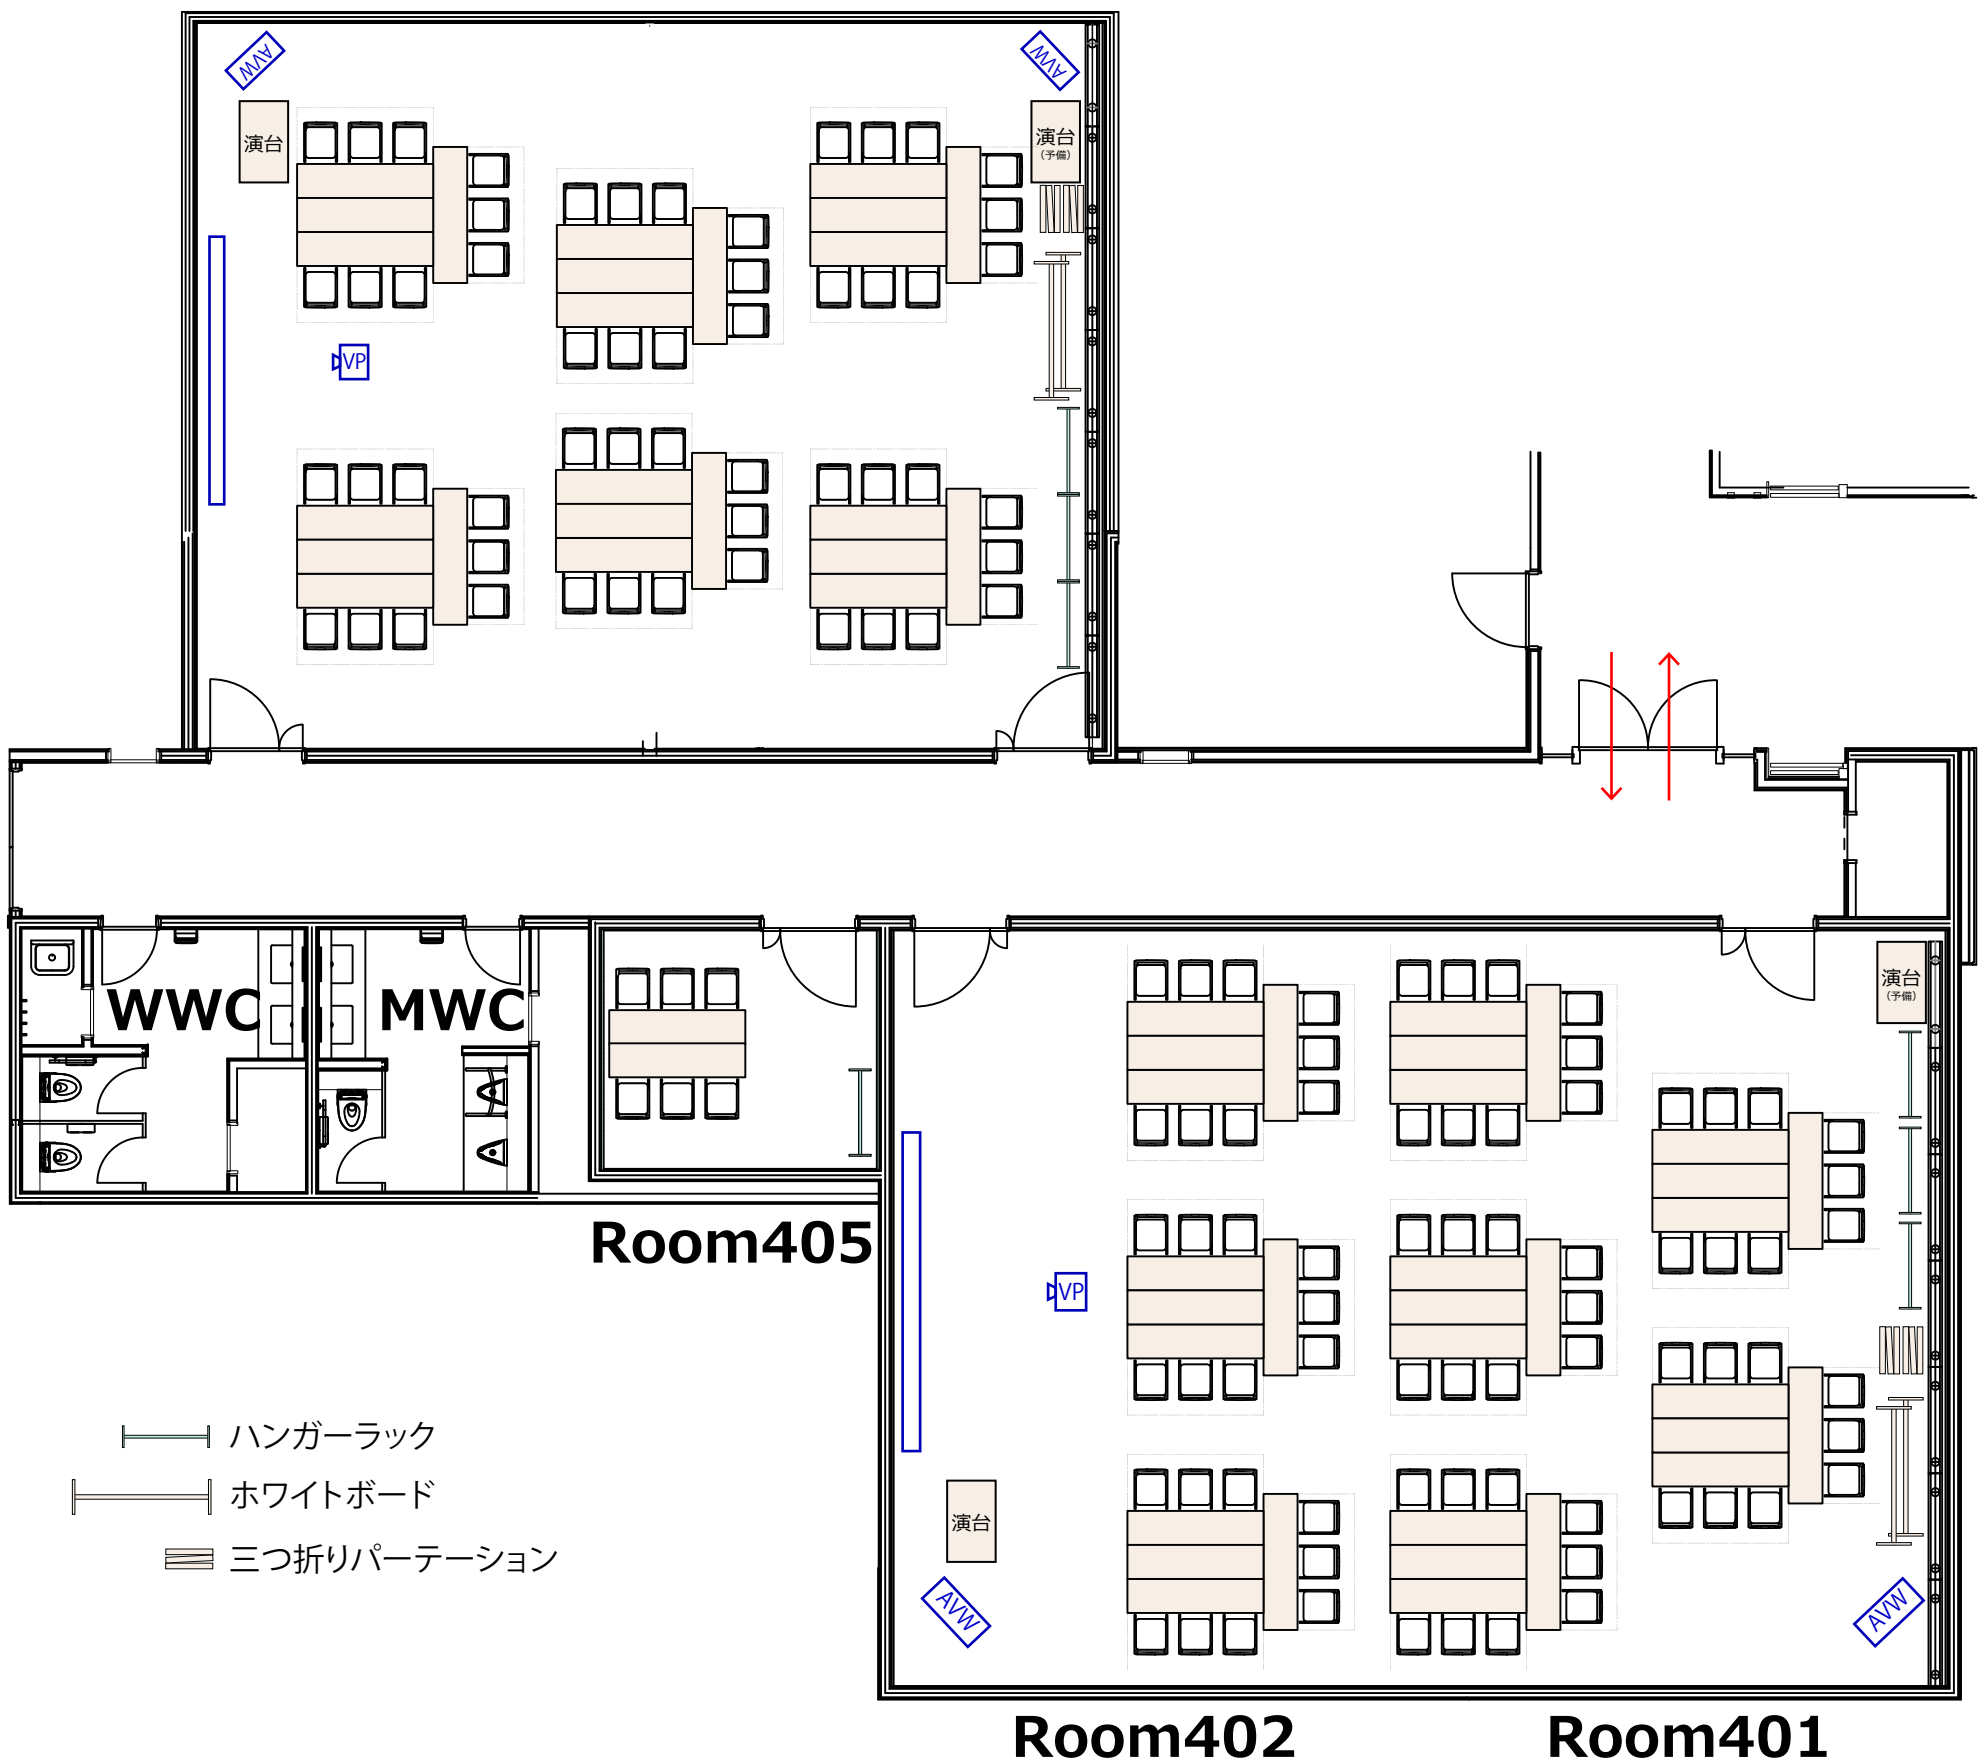 AVW
AVW
演台
演台
(予備)
VP
WWC
MWC
演台
(予備)
Room405
VP
ハンガーラック
ホワイトボード
演台
三つ折りパーテーション
AVW
AVW
Room402
Room401